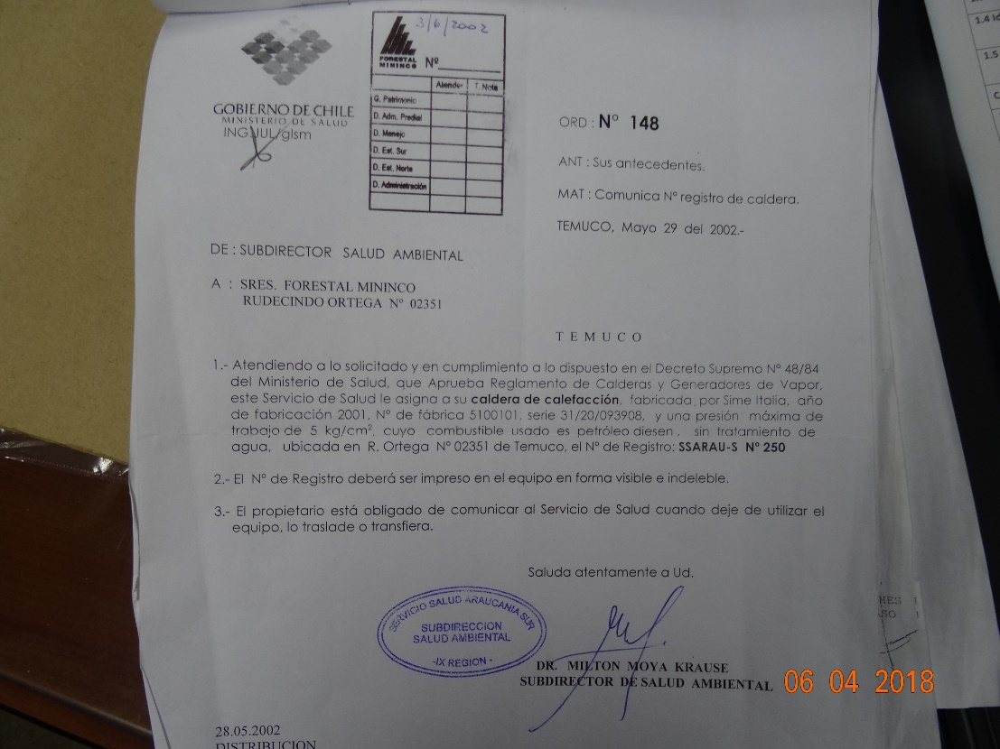 3/6/2002
FORESTAL
MININCO
Nº
Atender T. Nota
G. Patrimonio
D. Adm. Predial
D. Manejo
D. Est. Sur
D. Est. Norte
D. Administración
GOBIERNO DE CHILE
MINISTERIO DE SALUD
ING JUL/glsm
ORD : Nº 148
ANT : Sus antecedentes.
MAT : Comunica Nº registro de caldera.
TEMUCO, Mayo 29 del 2002.-
DE : SUBDIRECTOR SALUD AMBIENTAL
A : SRES. FORESTAL MININCO
RUDECINDO ORTEGA Nº 02351
T E M U C O
1.- Atendiendo a lo solicitado y en cumplimiento a lo dispuesto en el Decreto Supremo Nº 48/84
del Ministerio de Salud, que Aprueba Reglamento de Calderas y Generadores de Vapor,
este Servicio de Salud le asigna a su caldera de calefacción, fabricada por Sime Italia, año
de fabricación 2001, Nº de fábrica 5100101, serie 31/20/093908, y una presión máxima de
trabajo de 5 kg/cm², cuyo combustible usado es petróleo diesen, sin tratamiento de
agua, ubicada en R. Ortega Nº 02351 de Temuco, el Nº de Registro: SSARAU-S Nº 250
2.- El Nº de Registro deberá ser impreso en el equipo en forma visible e indeleble.
3.- El propietario está obligado de comunicar al Servicio de Salud cuando deje de utilizar el
equipo, lo traslade o transfiera.
Saluda atentamente a Ud.
SERVICIO SALUD ARAUCANIA SUR
SUBDIRECCION
SALUD AMBIENTAL
-IX REGION-
DR. MILTON MOYA KRAUSE
SUBDIRECTOR DE SALUD AMBIENTAL
28.05.2002
DISTRIBUCION
06 04 2018
1.4
1.5